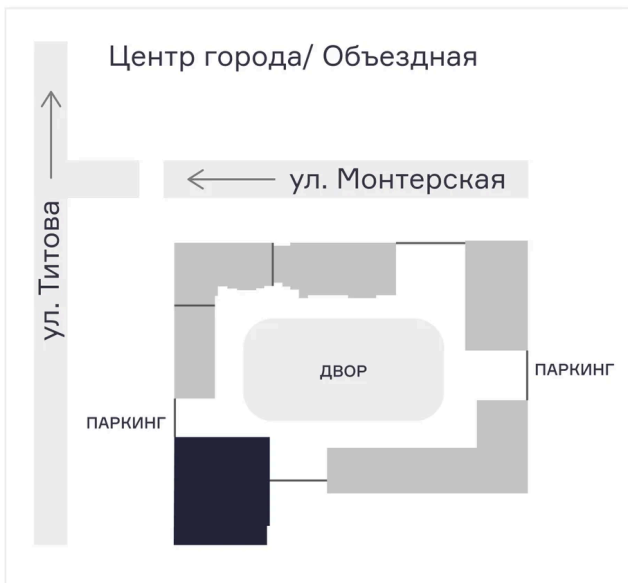 Центр города/ Объездная
ул. Монтерская
ул. Титова
ДВОР
ПАРКИНГ
ПАРКИНГ